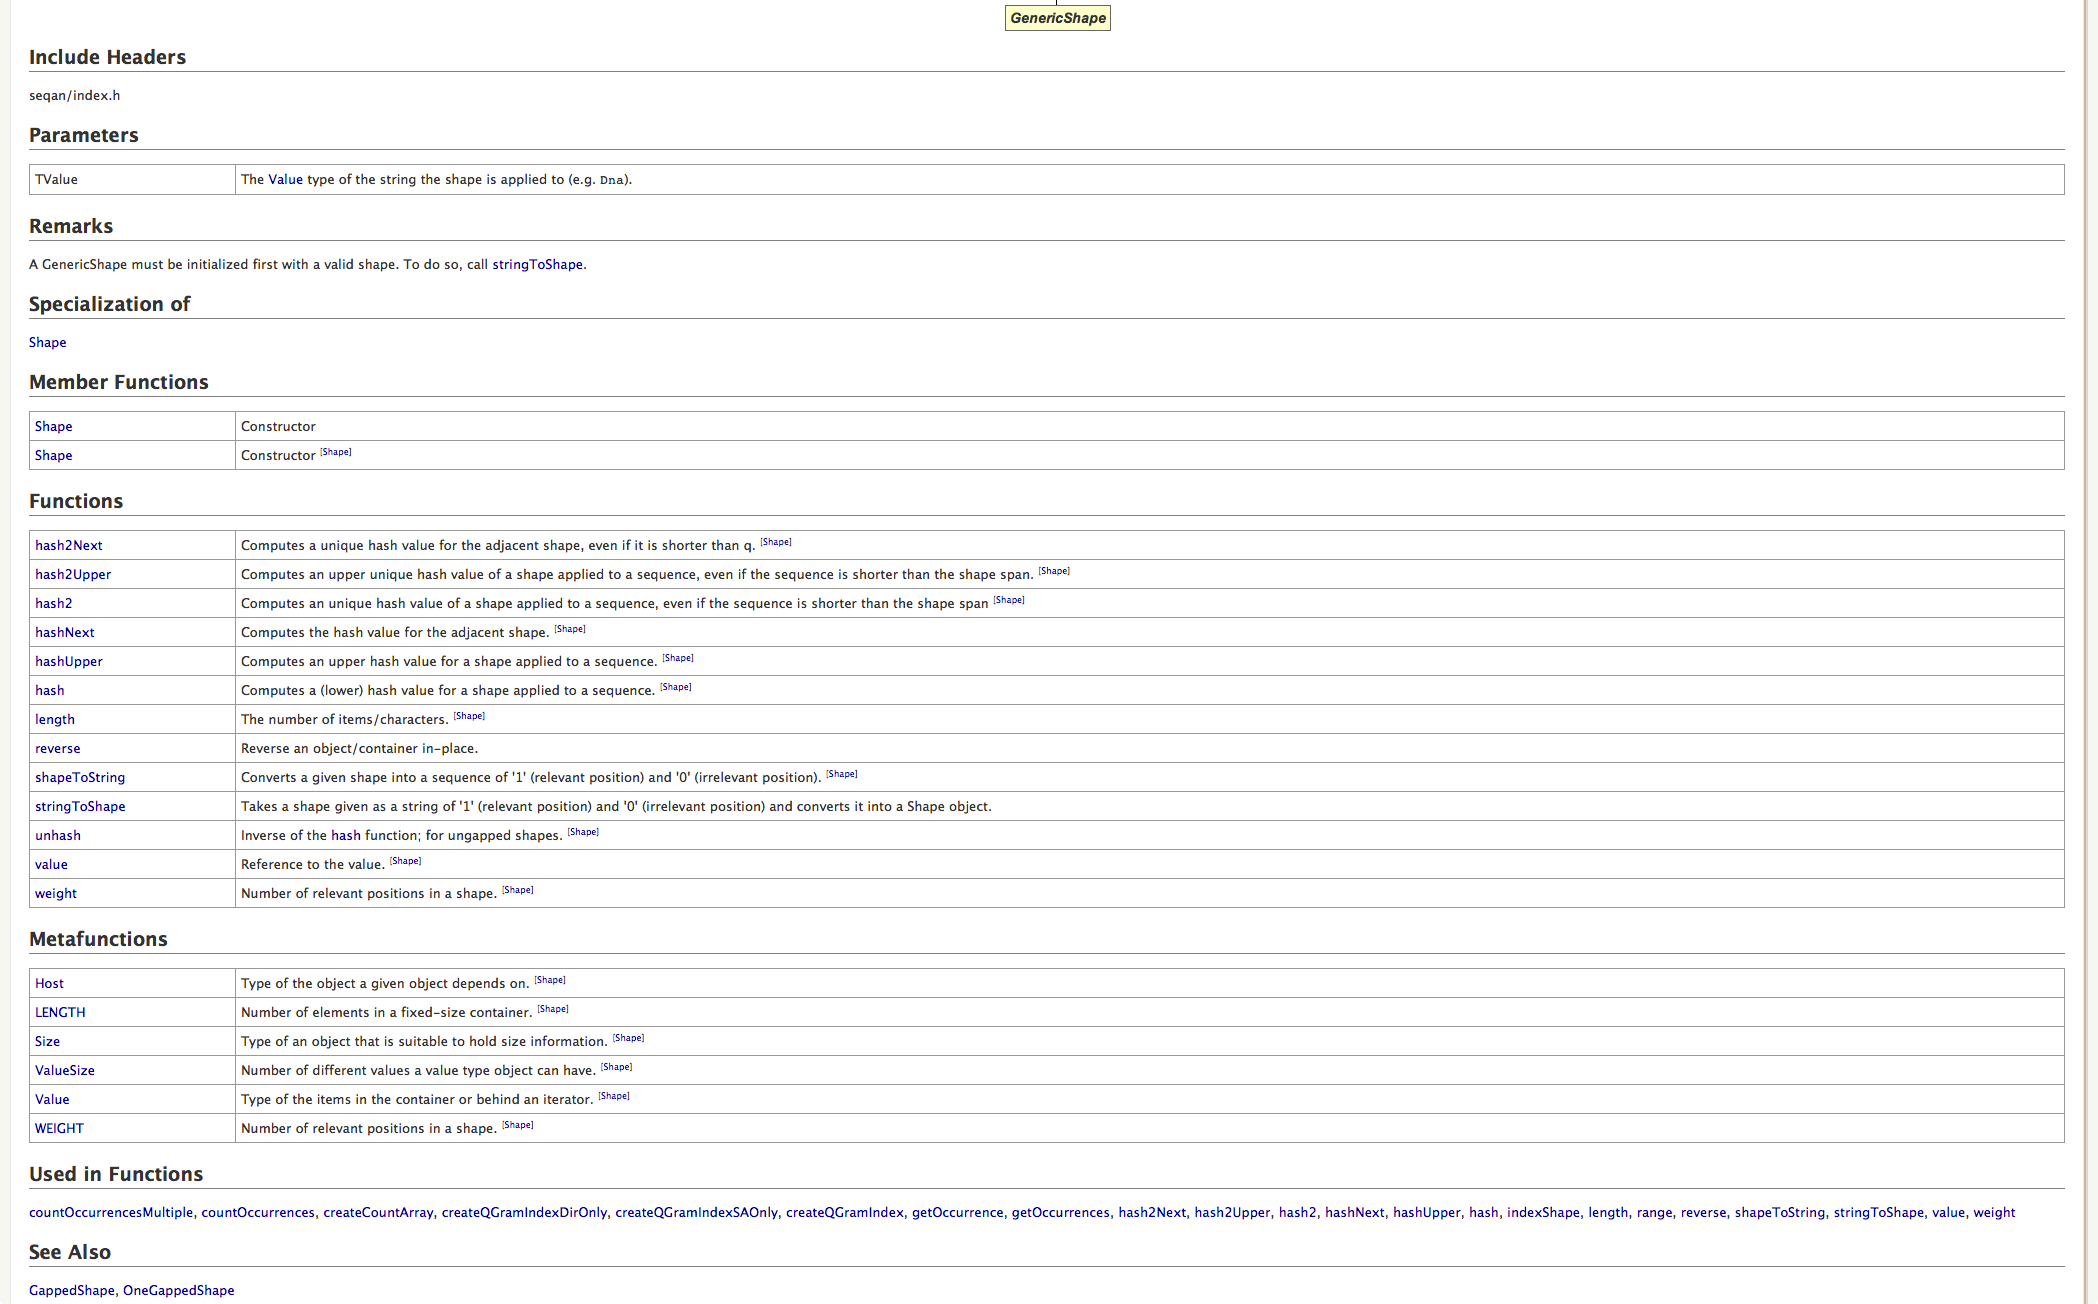 GenericShape
Include Headers
seqan/index.h
Parameters
TValue The Value type of the string the shape is applied to (e.g. Dna).
Remarks
A GenericShape must be initialized first with a valid shape. To do so, call stringToShape.
Specialization of
Shape
Member Functions
Shape Constructor
Shape Constructor [Shape]
Functions
hash2Next Computes a unique hash value for the adjacent shape, even if it is shorter than q. [Shape]
hash2Upper Computes an upper unique hash value of a shape applied to a sequence, even if the sequence is shorter than the shape span. [Shape]
hash2 Computes an unique hash value of a shape applied to a sequence, even if the sequence is shorter than the shape span [Shape]
hashNext Computes the hash value for the adjacent shape. [Shape]
hashUpper Computes an upper hash value for a shape applied to a sequence. [Shape]
hash Computes a (lower) hash value for a shape applied to a sequence. [Shape]
length The number of items/characters. [Shape]
reverse Reverse an object/container in-place.
shapeToString Converts a given shape into a sequence of '1' (relevant position) and '0' (irrelevant position). [Shape]
stringToShape Takes a shape given as a string of '1' (relevant position) and '0' (irrelevant position) and converts it into a Shape object.
unhash Inverse of the hash function; for ungapped shapes. [Shape]
value Reference to the value. [Shape]
weight Number of relevant positions in a shape. [Shape]
Metafunctions
Host Type of the object a given object depends on. [Shape]
LENGTH Number of elements in a fixed-size container. [Shape]
Size Type of an object that is suitable to hold size information. [Shape]
ValueSize Number of different values a value type object can have. [Shape]
Value Type of the items in the container or behind an iterator. [Shape]
WEIGHT Number of relevant positions in a shape. [Shape]
Used in Functions
countOccurrencesMultiple, countOccurrences, createCountArray, createQGramIndexDirOnly, createQGramIndexSAOnly, createQGramIndex, getOccurrence, getOccurrences, hash2Next, hash2Upper, hash2, hashNext, hashUpper, hash, indexShape, length, range, reverse, shapeToString, stringToShape, value, weight
See Also
GappedShape, OneGappedShape